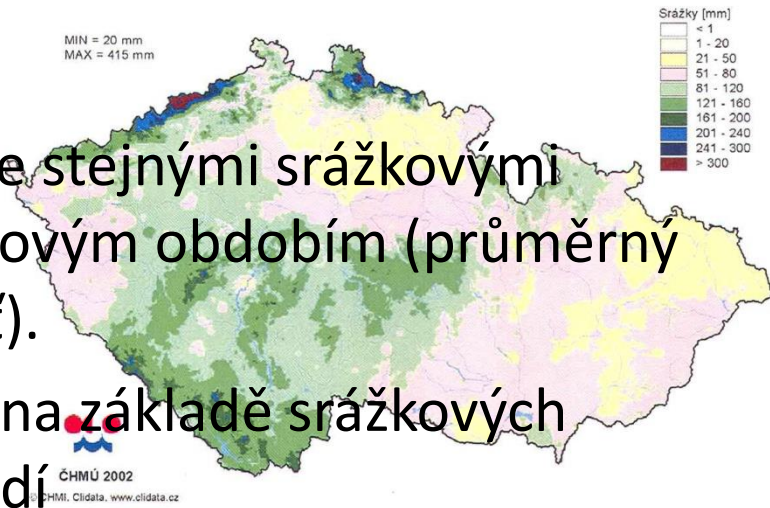 MIN = 20 mm
MAX = 415 mm
Srážky [mm]
< 1
1 - 20
21 - 50
51 - 80
81 - 120
121 - 160
161 - 200
201 - 240
241 - 300
> 300
e stejnými srážkovými
ovým obdobím (průměrný
ť).
na základě srážkových
dí
ČHMÚ 2002
© CHMI, Clidata, www.clidata.cz